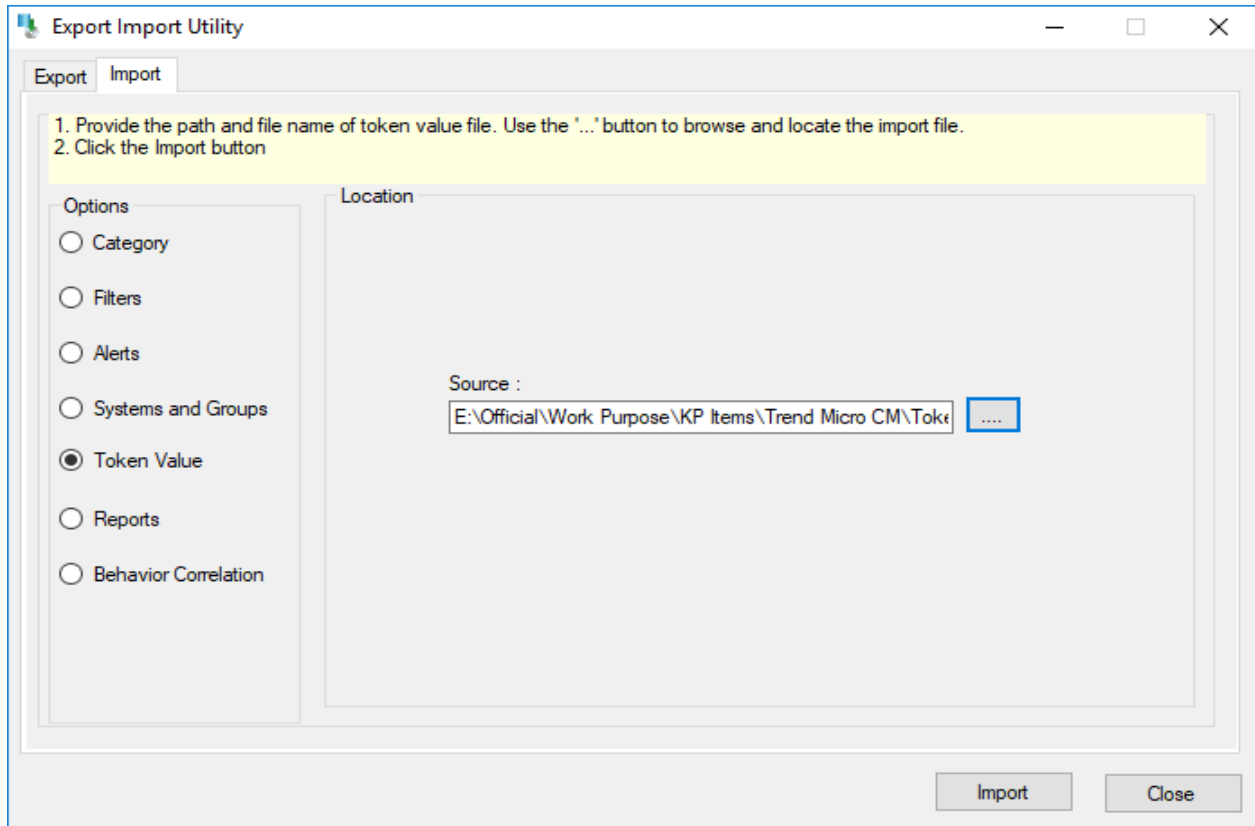 Export Import Utility
Export
Import
1. Provide the path and file name of token value file. Use the '...' button to browse and locate the import file.
2. Click the Import button
Options
Category
Filters
Alerts
Systems and Groups
Token Value
Reports
Behavior Correlation
Location
Source :
E:\Official\Work Purpose\KP Items\Trend Micro CM\Toke
....
Import
Close